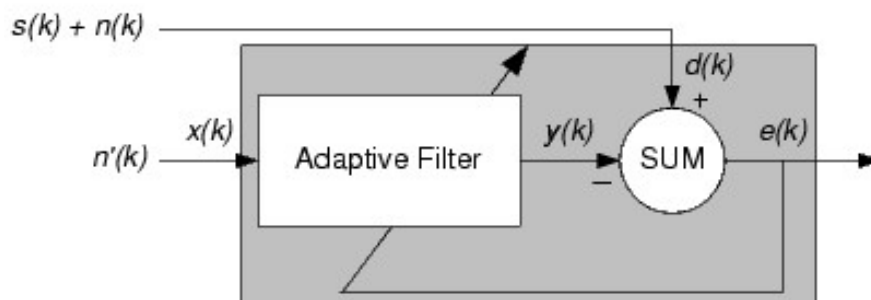 s(k) + n(k)
d(k)
+
n'(k)
x(k)
Adaptive Filter
y(k)
–
SUM
e(k)